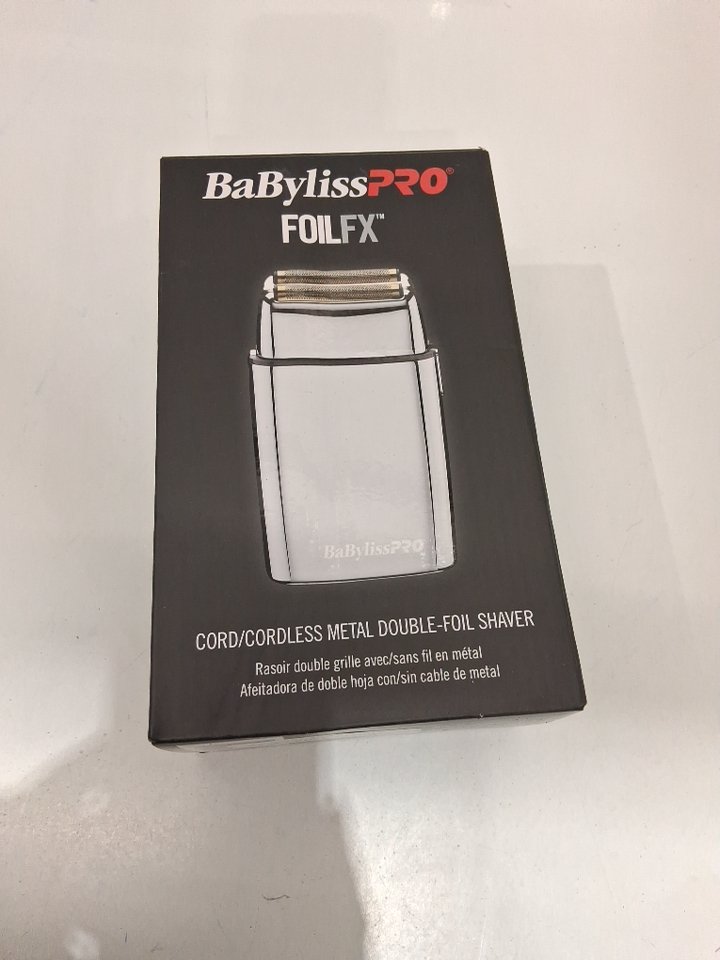 BaBylissPRO®
FOILFX™
BaBylissPRO
CORD/CORDLESS METAL DOUBLE-FOIL SHAVER
Rasoir double grille avec/sans fil en métal
Afeitadora de doble hoja con/sin cable de metal